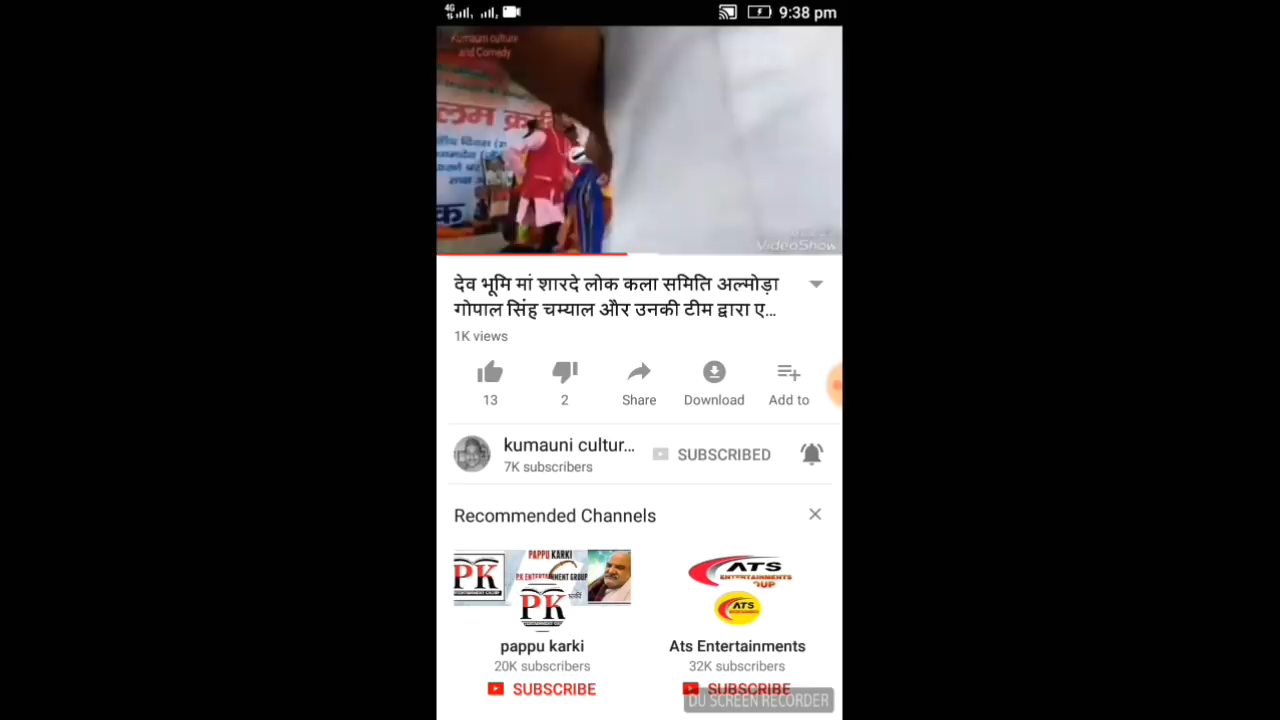 4G
9:38 pm
Kumauni culture
and Comedy
VideoShow
देव भूमि मां शारदे लोक कला समिति अल्मोड़ा
गोपाल सिंह चम्याल और उनकी टीम द्वारा ए...
1K views
13
2
Share
Download
Add to
kumauni cultur...
SUBSCRIBED
7K subscribers
Recommended Channels
PAPPU KARKI
PK
PK
ATS
ENTERTAINMENTS
ATS
pappu karki
Ats Entertainments
20K subscribers
32K subscribers
SUBSCRIBE
SUBSCRIBE
DU SCREEN RECORDER